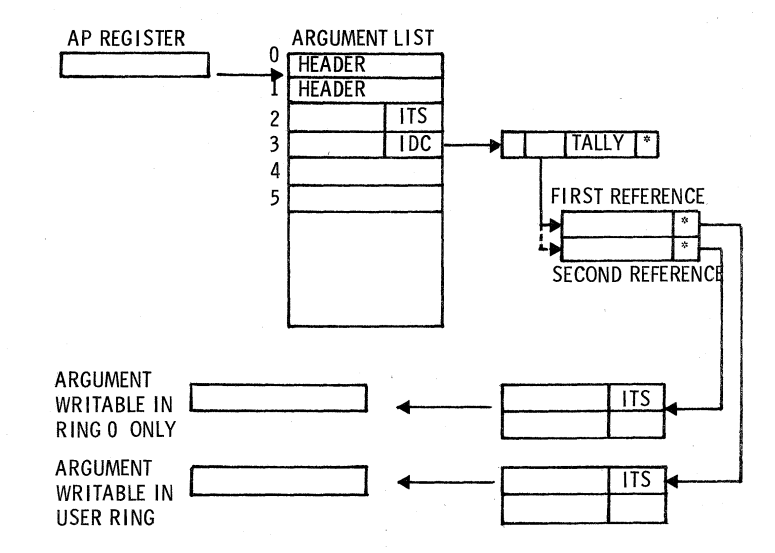 AP REGISTER
ARGUMENT LIST
0 HEADER
1 HEADER
2 ITS
3 IDC
TALLY *
4
5
FIRST REFERENCE
*
*
SECOND REFERENCE
ARGUMENT
WRITABLE IN
RING 0 ONLY
ITS
ARGUMENT
WRITABLE IN
USER RING
ITS